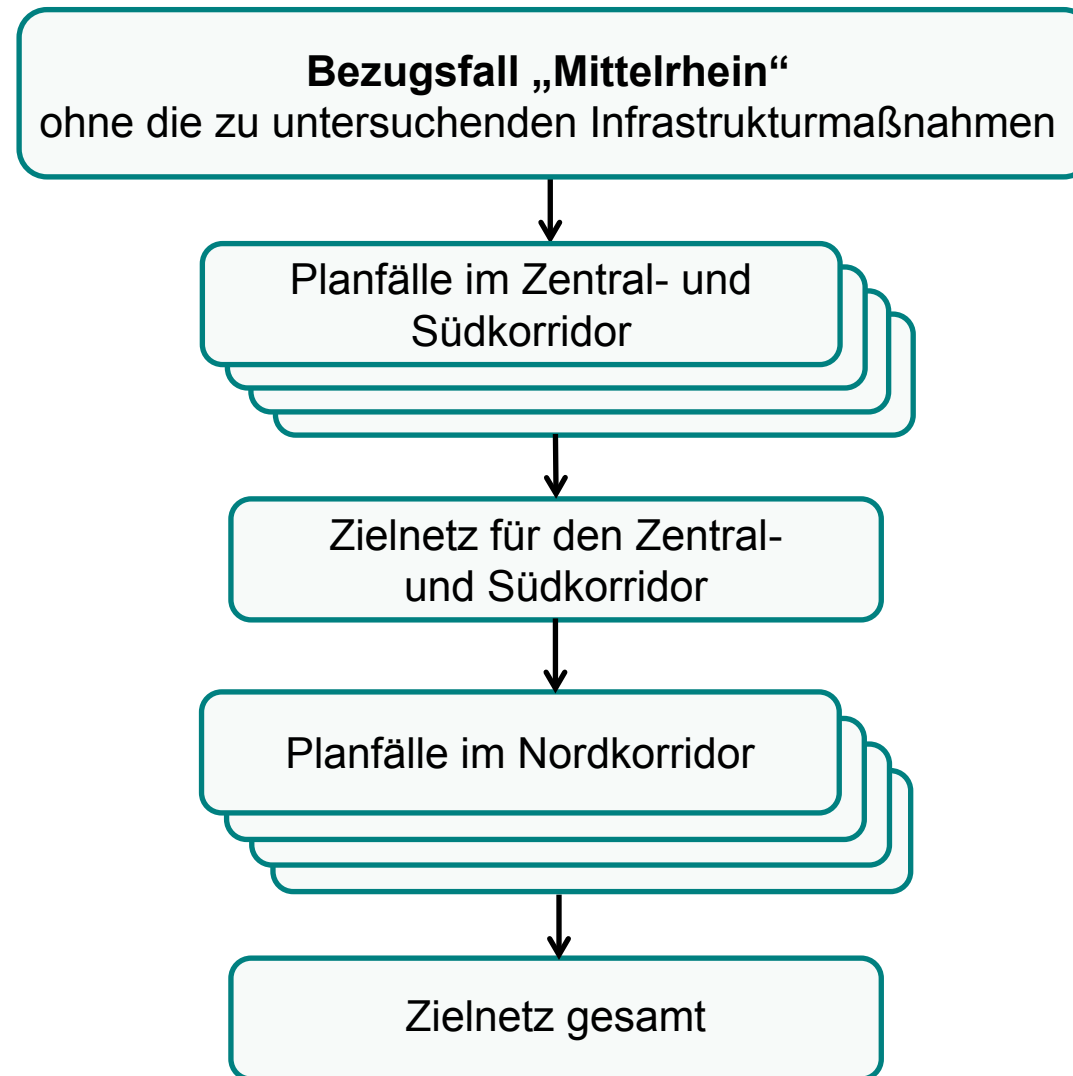 Bezugsfall „Mittelrhein“
ohne die zu untersuchenden Infrastrukturmaßnahmen
Planfälle im Zentral- und
Südkorridor
Zielnetz für den Zentral-
und Südkorridor
Planfälle im Nordkorridor
Zielnetz gesamt